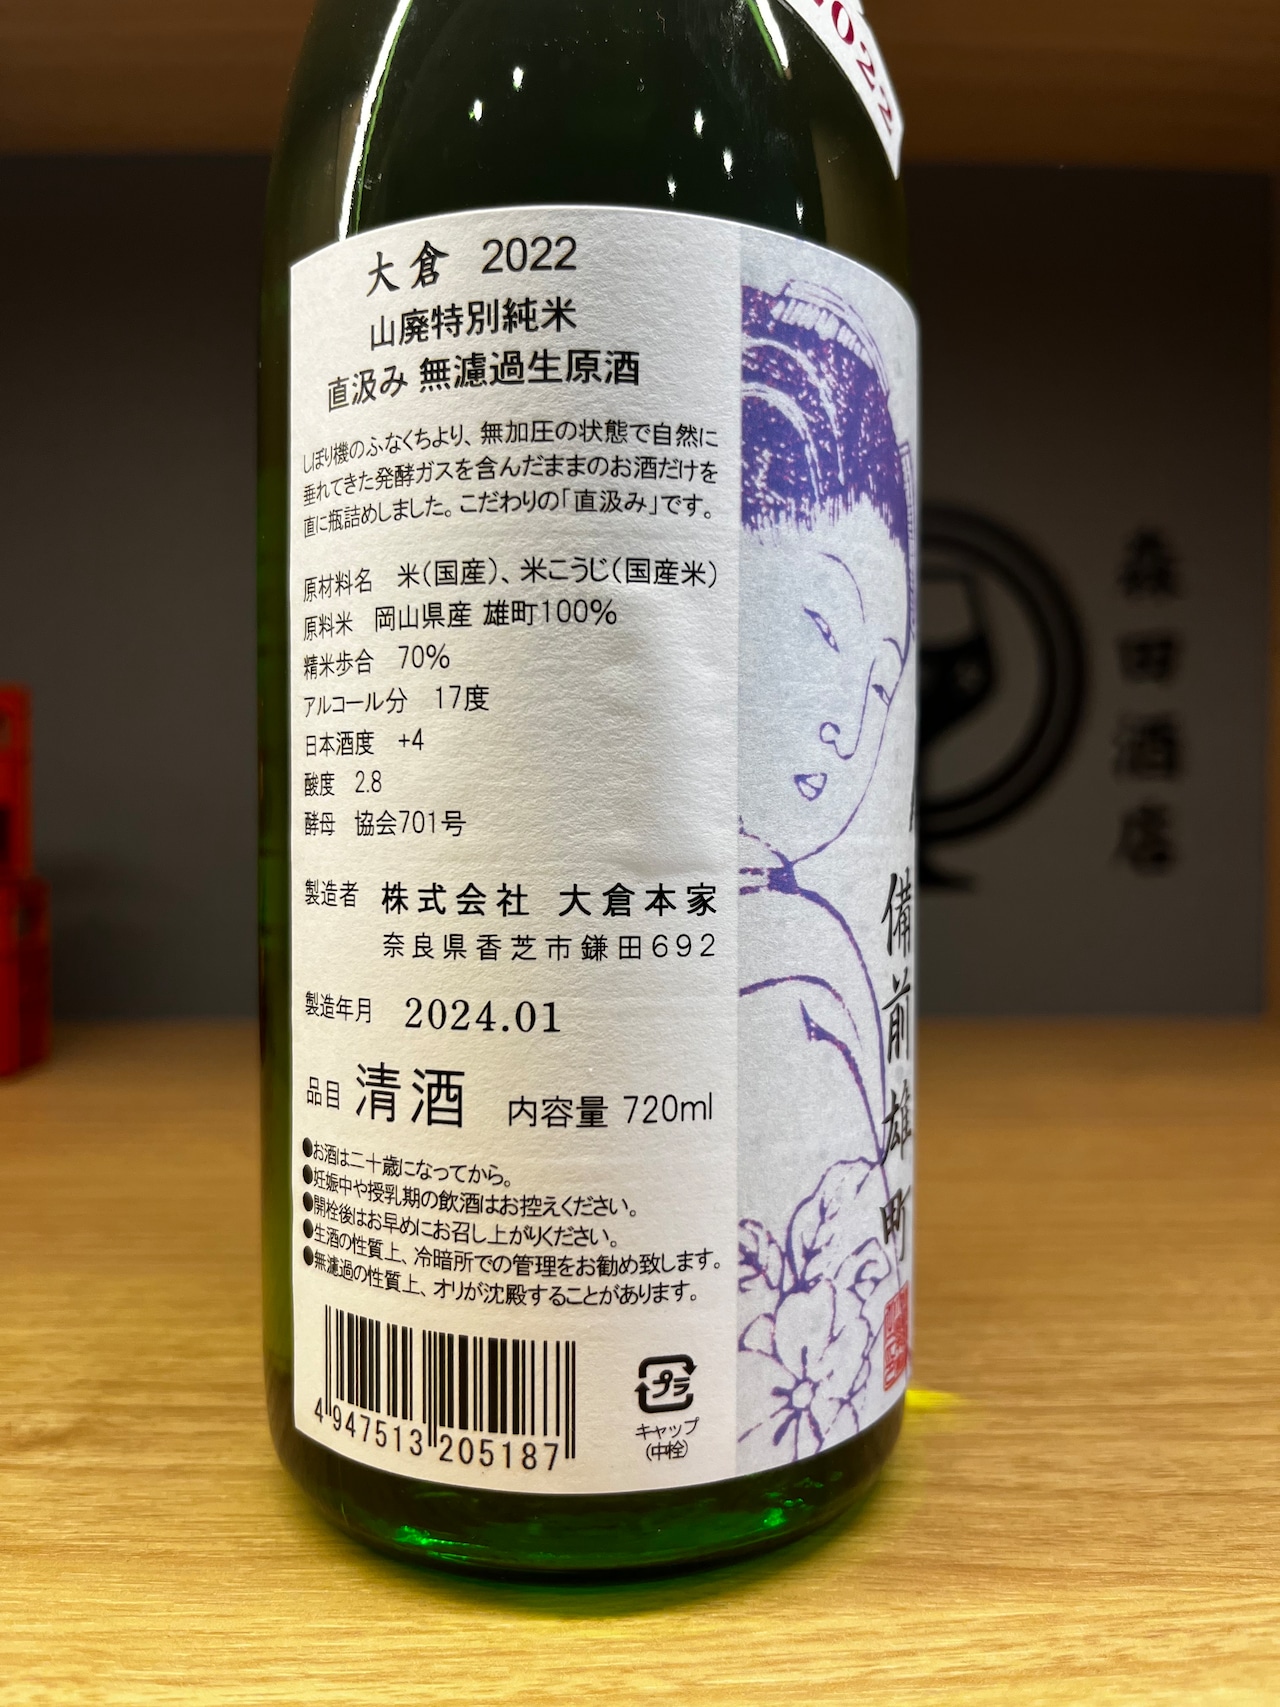 2022
大倉 2022
山廃特別純米
直汲み 無濾過生原酒
しぼり機のふなくちより、無加圧の状態で自然に
垂れてきた発酵ガスを含んだままのお酒だけを
直に瓶詰めしました。こだわりの「直汲み」です。
原材料名 米(国産)、米こうじ(国産米)
原料米 岡山県産 雄町100%
精米歩合 70%
アルコール分 17度
日本酒度 +4
酸度 2.8
酵母 協会701号
製造者 株式会社 大倉本家
奈良県香芝市鎌田692
製造年月 2024.01
品目 清酒 内容量 720ml
●お酒は二十歳になってから。
●妊娠中や授乳期の飲酒はお控えください。
●開栓後はお早めにお召し上がりください。
●生酒の性質上、冷暗所での管理をお勧め致します。
●無濾過の性質上、オリが沈殿することがあります。
4947513205187
プラ
キャップ
(中栓)
備前雄町
森田酒店